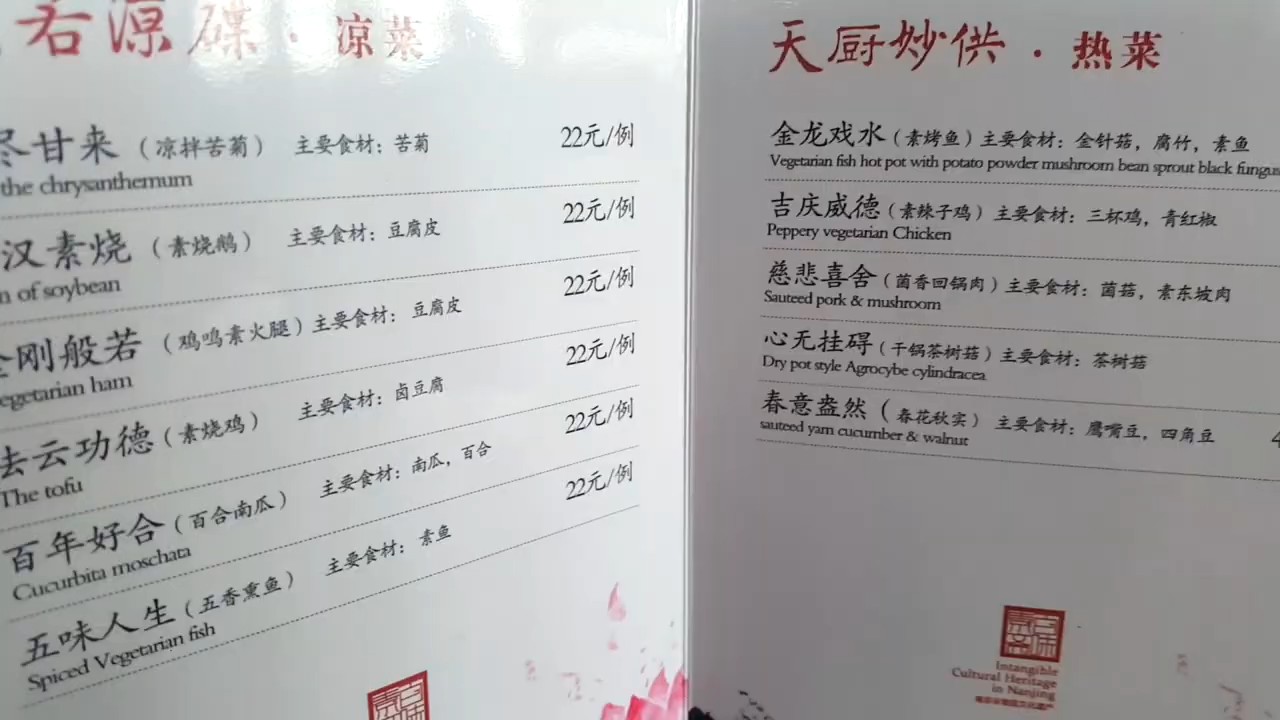 若源碟·凉菜
尽甘来（凉拌苦菊） 主要食材：苦菊 22元/例
the chrysanthemum
汉素烧（素烧鹅） 主要食材：豆腐皮 22元/例
of soybean
金刚般若（鸡鸣素火腿）主要食材：豆腐皮 22元/例
egetarian ham
法云功德（素烧鸡） 主要食材：卤豆腐 22元/例
The tofu
百年好合（百合南瓜） 主要食材：南瓜，百合 22元/例
Cucurbita moschata
五味人生（五香熏鱼） 主要食材：素鱼 22元/例
Spiced Vegetarian fish
天厨妙供·热菜
金龙戏水（素烤鱼）主要食材：金针菇，腐竹，素鱼
Vegetarian fish hot pot with potato powder mushroom bean sprout black fungus
吉庆威德（素辣子鸡）主要食材：三杯鸡，青红椒
Peppery vegetarian Chicken
慈悲喜舍（菌香回锅肉）主要食材：菌菇，素东坡肉
Sauteed pork & mushroom
心无挂碍（干锅茶树菇）主要食材：茶树菇
Dry pot style Agrocybe cylindracea
春意盎然（春花秋实） 主要食材：鹰嘴豆，四角豆 4
sauteed yam cucumber & walnut
Intangible
Cultural Heritage
in Nanjing